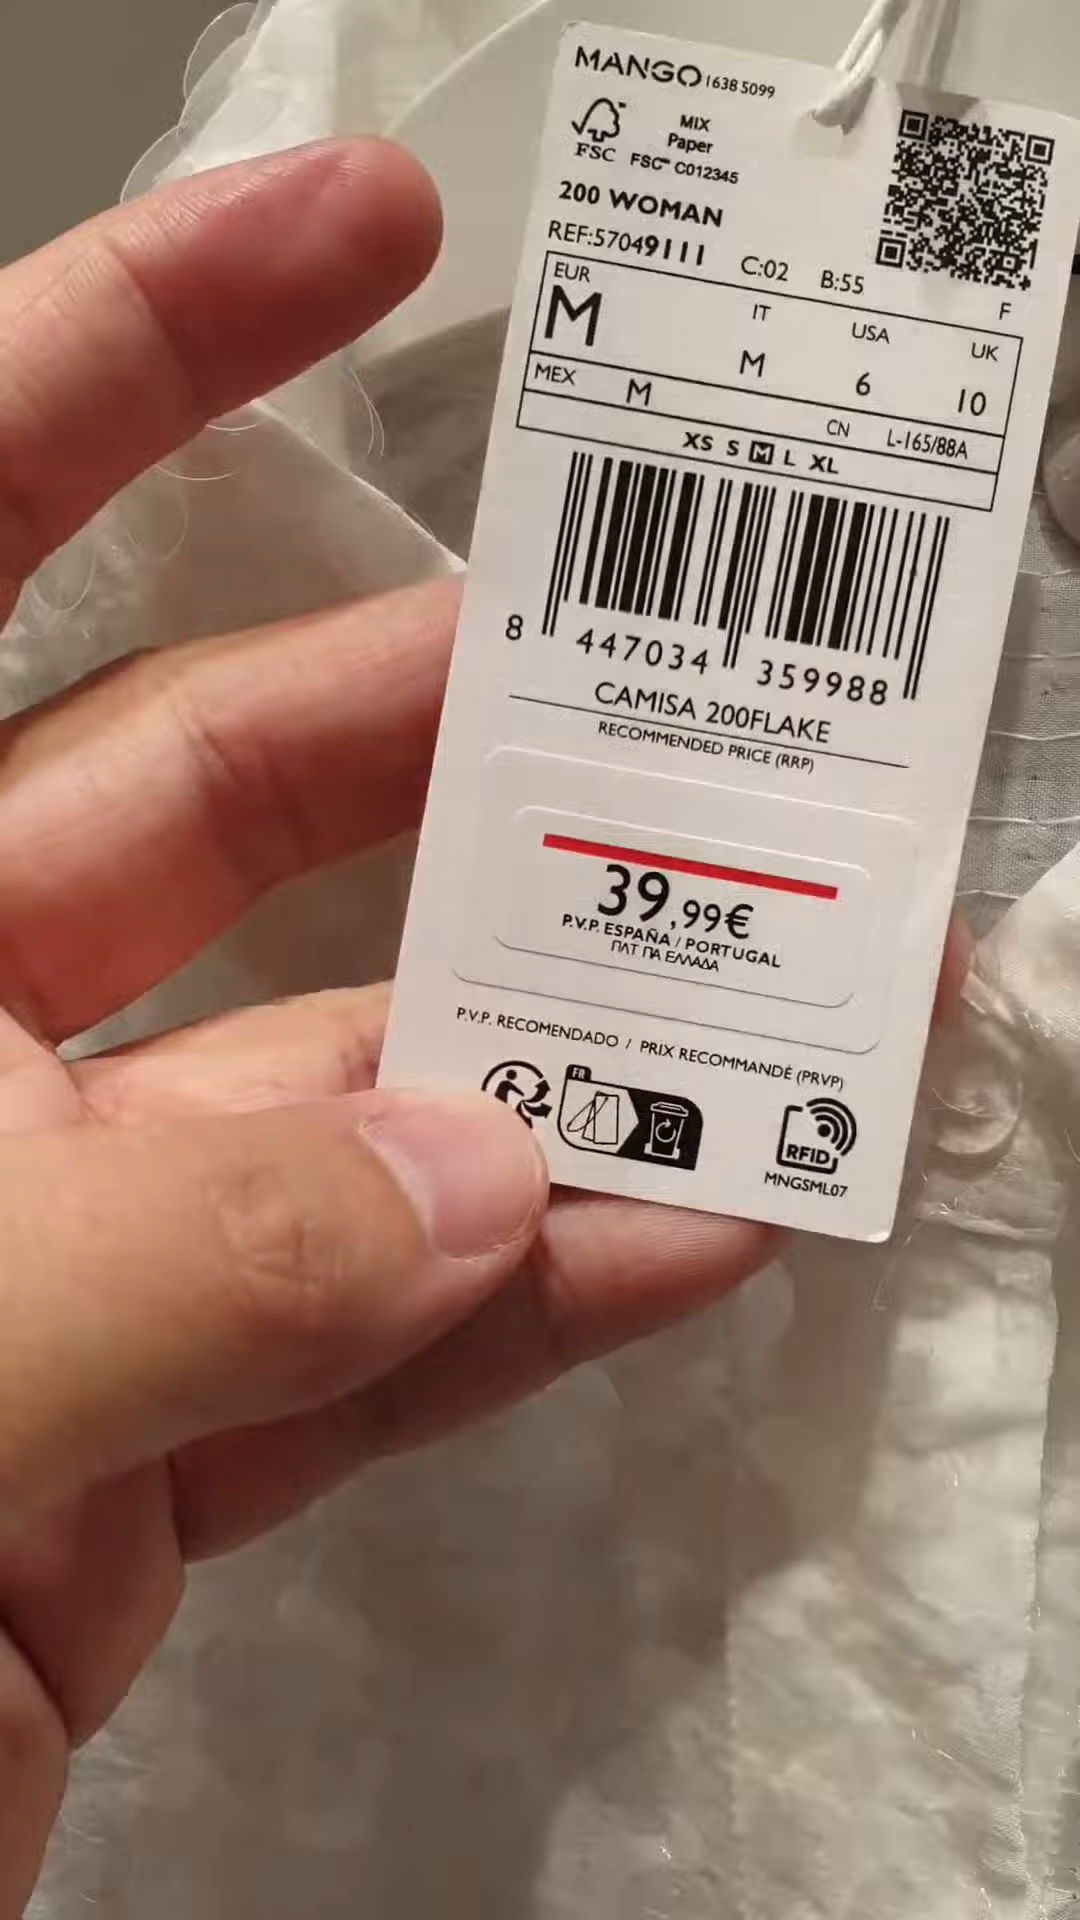 MANGO 1638 5099
MIX
Paper
FSC FSC™ C012345
200 WOMAN
REF:57049111 C:02 B:55
F
EUR IT USA UK
M M 6 10
MEX M CN L-165/88A
XS S M L XL
8 447034 359988
CAMISA 200FLAKE
RECOMMENDED PRICE (RRP)
39,99€
P.V.P. ESPAÑA / PORTUGAL
ΠΛΤ ΓΙΑ ΕΛΛΑΔΑ
P.V.P. RECOMENDADO / PRIX RECOMMANDÉ (PRVP)
FR
RFID
MNGSML07